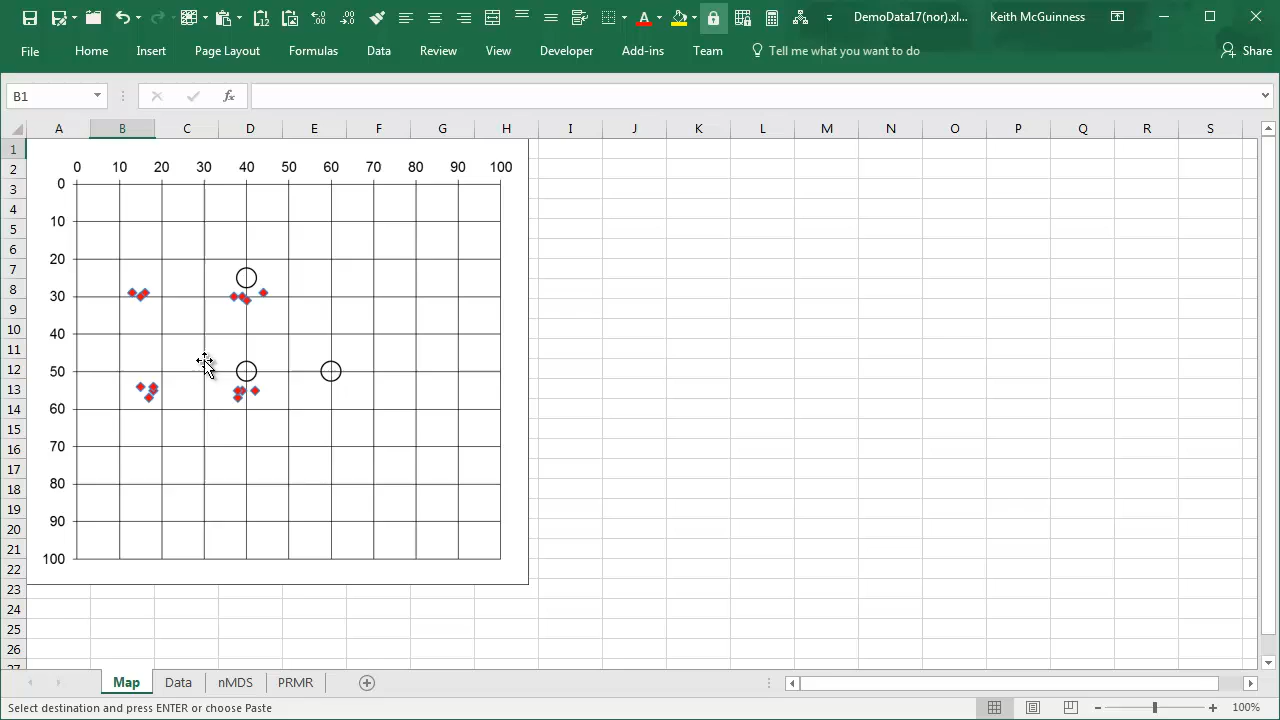 DemoData17(nor).xl...
Keith McGuinness
File
Home
Insert
Page Layout
Formulas
Data
Review
View
Developer
Add-ins
Team
Tell me what you want to do
Share
B1
fx
A B C D E F G H I J K L M N O P Q R S
1
2
3
4
5
6
7
8
9
10
11
12
13
14
15
16
17
18
19
20
21
22
23
24
25
26
27
0 10 20 30 40 50 60 70 80 90 100
0
10
20
30
40
50
60
70
80
90
100
Map
Data
nMDS
PRMR
Select destination and press ENTER or choose Paste
100%